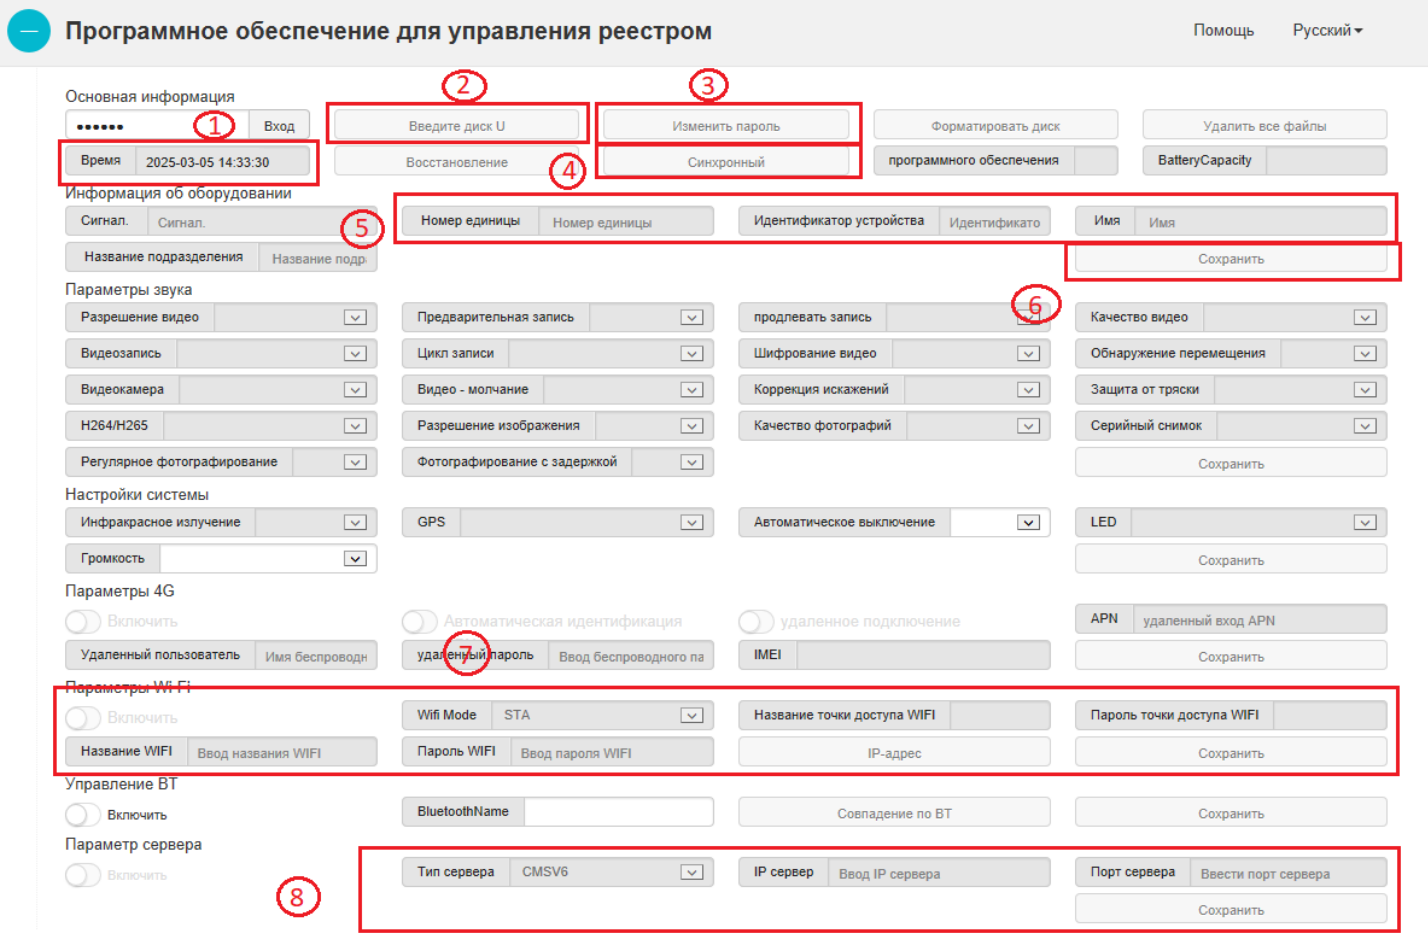 Программное обеспечение для управления реестром
Помощь Русский
Основная информация
2 3
•••••• 1 Вход Введите диск U Изменить пароль Форматировать диск Удалить все файлы
Время 2025-03-05 14:33:30 Восстановление 4 Синхронный программного обеспечения BatteryCapacity
Информация об оборудовании
Сигнал. Сигнал. 5 Номер единицы Номер единицы Идентификатор устройства Идентификато Имя Имя
Название подразделения Название подр Сохранить
Параметры звука
6
Разрешение видео Предварительная запись продлевать запись Качество видео
Видеозапись Цикл записи Шифрование видео Обнаружение перемещения
Видеокамера Видео - молчание Коррекция искажений Защита от тряски
H264/H265 Разрешение изображения Качество фотографий Серийный снимок
Регулярное фотографирование Фотографирование с задержкой Сохранить
Настройки системы
Инфракрасное излучение GPS Автоматическое выключение LED
Громкость Сохранить
Параметры 4G
Включить Автоматическая идентификация удаленное подключение APN удаленный вход APN
Удаленный пользователь Имя беспроводн удаленный пароль 7 Ввод беспроводного па IMEI Сохранить
Параметры Wi-Fi
Включить Wifi Mode STA Название точки доступа WIFI Пароль точки доступа WIFI
Название WIFI Ввод названия WIFI Пароль WIFI Ввод пароля WIFI IP-адрес Сохранить
Управление BT
Включить BluetoothName Совпадение по BT Сохранить
Параметр сервера
Включить Тип сервера CMSV6 IP сервер Ввод IP сервера Порт сервера Ввести порт сервера
8 Сохранить